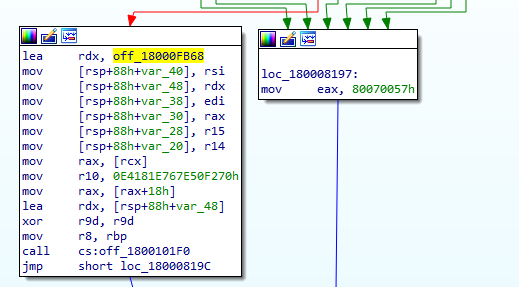 lea rdx, off_18000FB68
mov [rsp+88h+var_40], rsi
mov [rsp+88h+var_48], rdx
mov [rsp+88h+var_38], edi
mov [rsp+88h+var_30], rax
mov [rsp+88h+var_28], r15
mov [rsp+88h+var_20], r14
mov rax, [rcx]
mov r10, 0E4181E767E50F270h
mov rax, [rax+18h]
lea rdx, [rsp+88h+var_48]
xor r9d, r9d
mov r8, rbp
call cs:off_1800101F0
jmp short loc_18000819C
loc_180008197:
mov eax, 80070057h